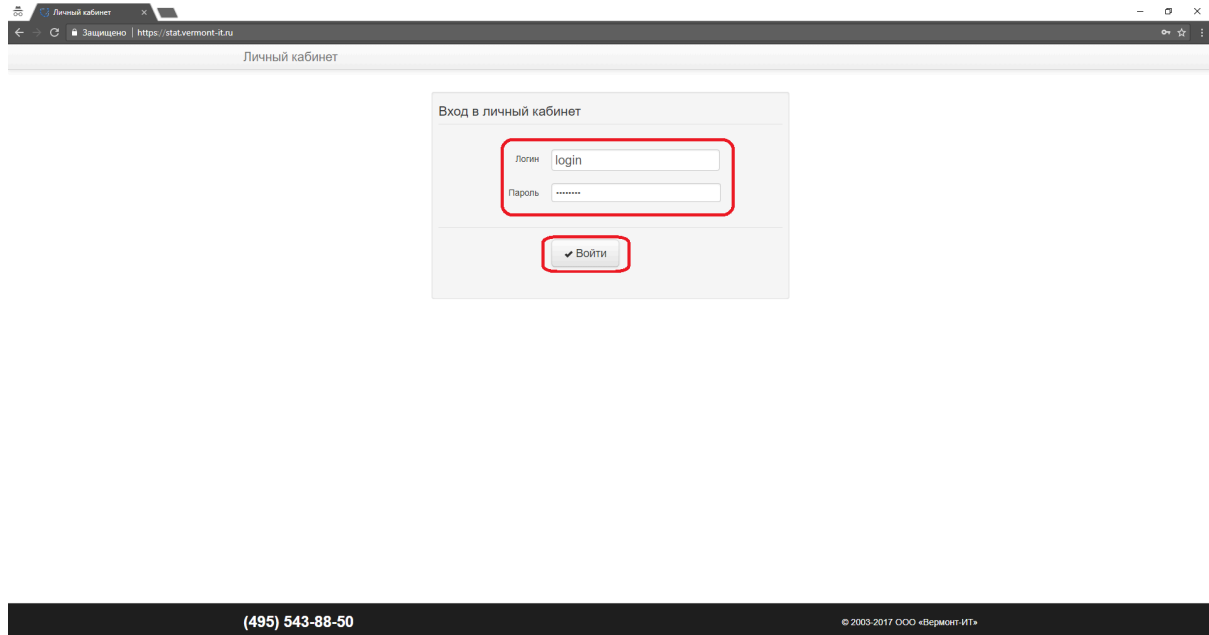 Личный кабинет
Защищено | https://stat.vermont-it.ru
Личный кабинет
Вход в личный кабинет
Логин login
Пароль ••••••••
Войти
(495) 543-88-50
© 2003-2017 ООО «Вермонт-ИТ»